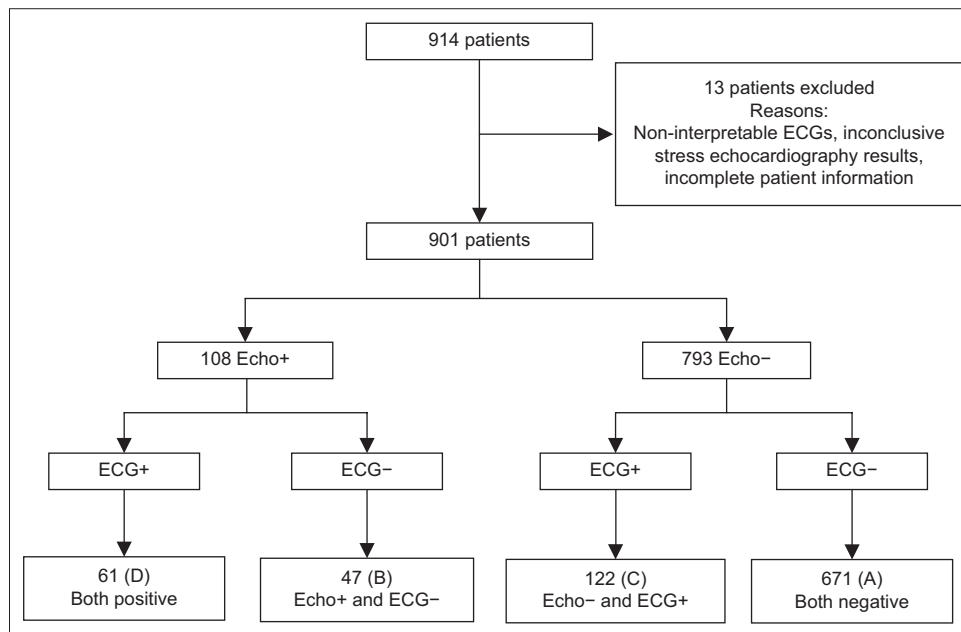 914 patients
13 patients excluded
Reasons:
Non-interpretable ECGs, inconclusive
stress echocardiography results,
incomplete patient information
901 patients
108 Echo+
793 Echo−
ECG+
ECG−
ECG+
ECG−
61 (D)
Both positive
47 (B)
Echo+ and ECG−
122 (C)
Echo− and ECG+
671 (A)
Both negative